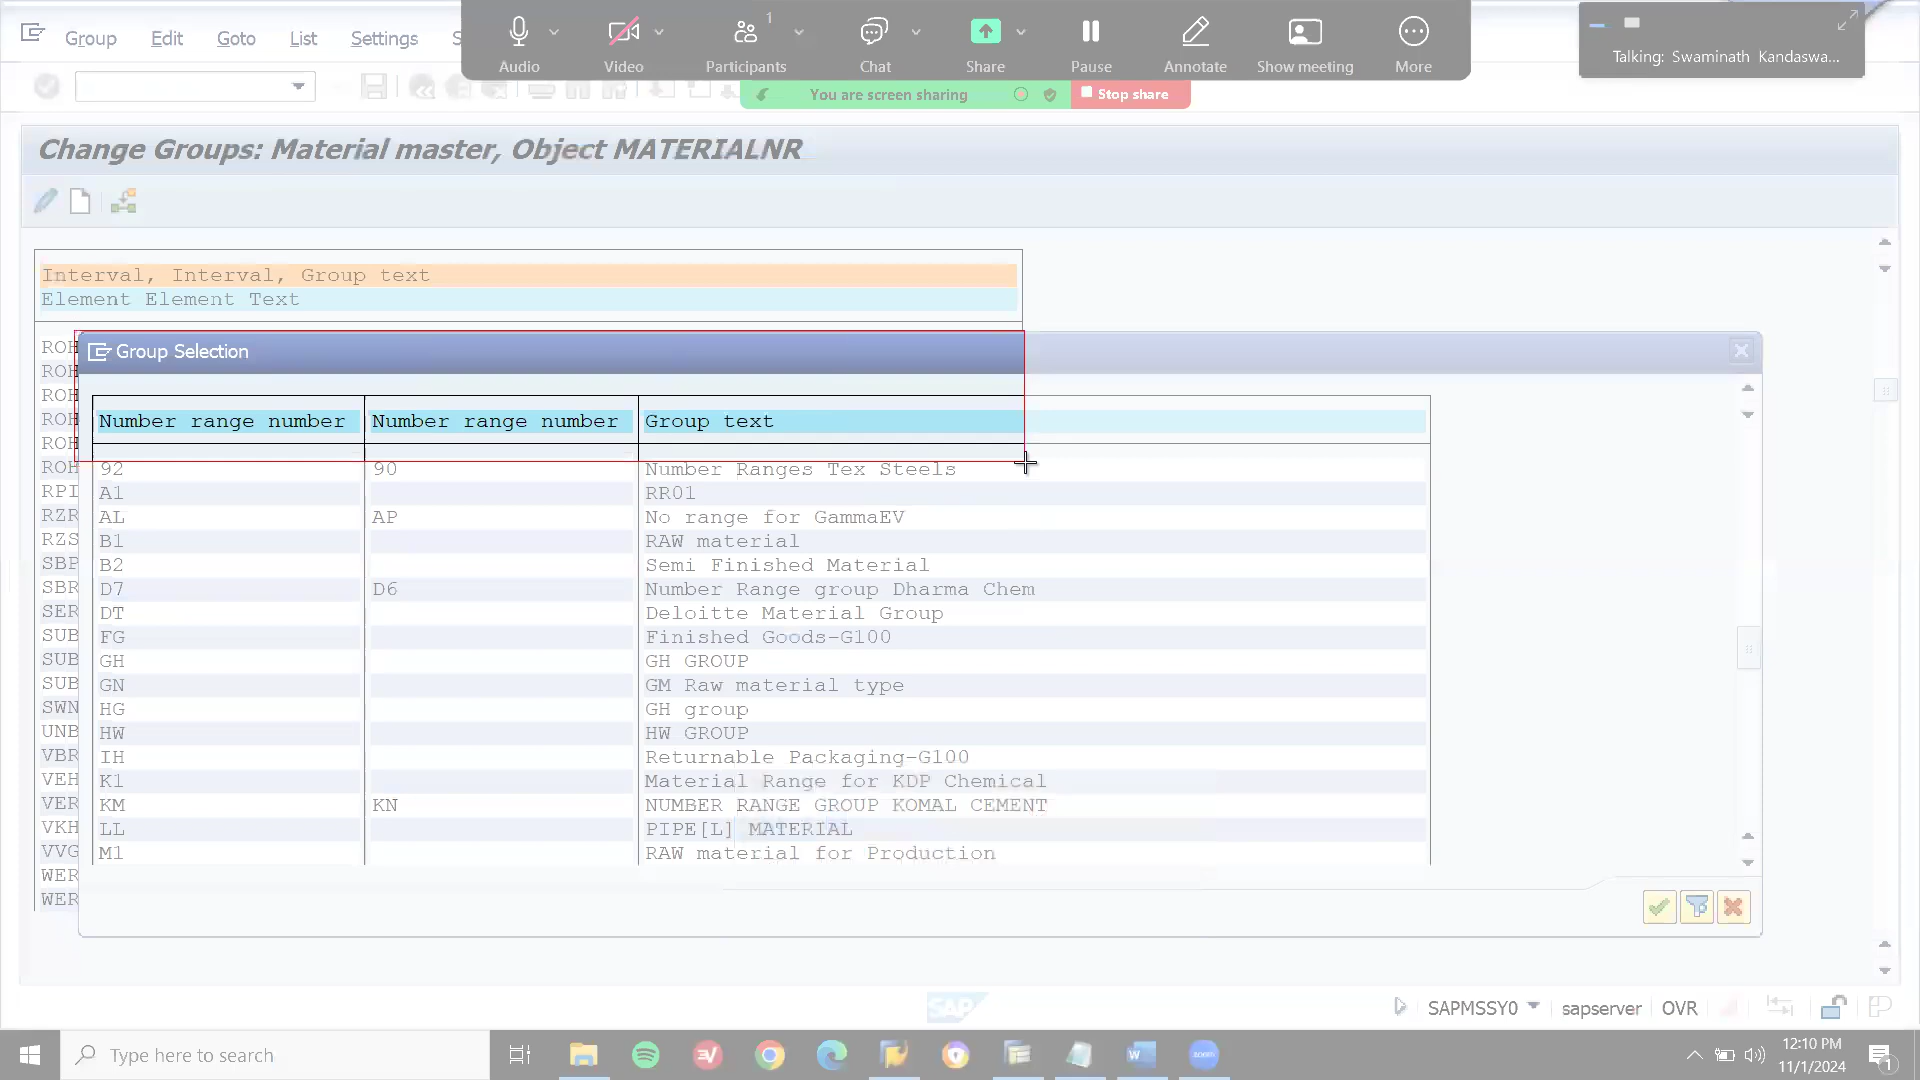 Group Edit Goto List Settings S
Audio Video Participants 1 Chat Share Pause Annotate Show meeting More
Talking: Swaminath Kandaswa...
You are screen sharing Stop share
Change Groups: Material master, Object MATERIALNR
Interval, Interval, Group text
Element Element Text
ROH
ROH
ROH
ROH
ROH
ROH
RPI
RZR
RZS
SBP
SBR
SER
SUB
SUB
SUB
SWN
UNB
VBR
VEH
VER
VKH
VVG
WER
WER
Group Selection
Number range number Number range number Group text
92 90 Number Ranges Tex Steels
A1 RR01
AL AP No range for GammaEV
B1 RAW material
B2 Semi Finished Material
D7 D6 Number Range group Dharma Chem
DT Deloitte Material Group
FG Finished Goods-G100
GH GH GROUP
GN GM Raw material type
HG GH group
HW HW GROUP
IH Returnable Packaging-G100
K1 Material Range for KDP Chemical
KM KN NUMBER RANGE GROUP KOMAL CEMENT
LL PIPE[L] MATERIAL
M1 RAW material for Production
SAP
SAPMSSY0 sapserver OVR
Type here to search
zoom
12:10 PM
11/1/2024
1